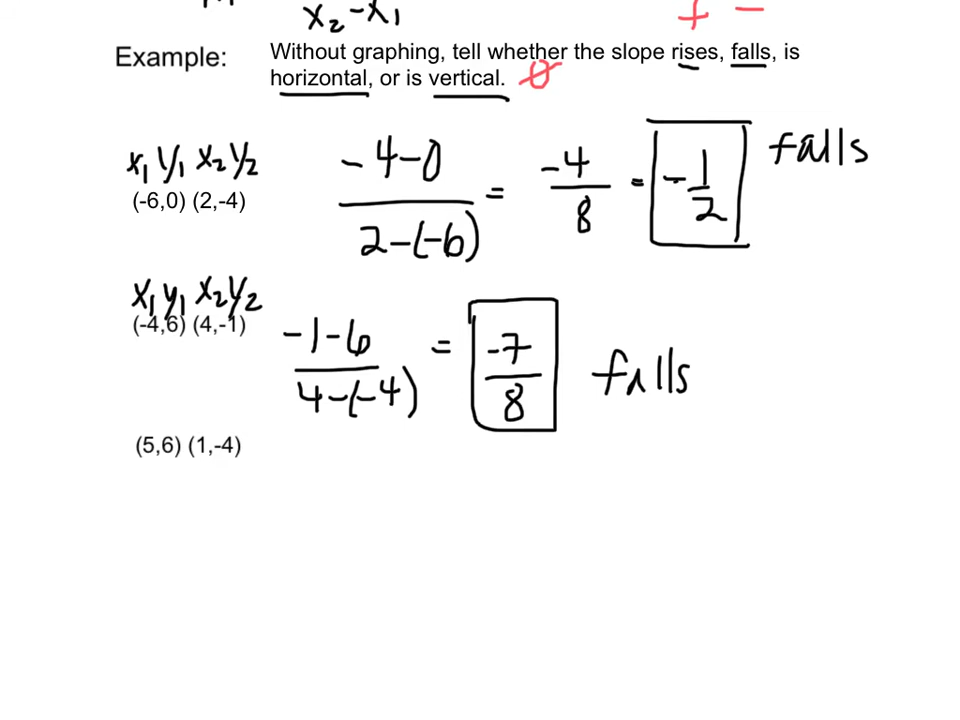 x₂ - x₁ + -
Example: Without graphing, tell whether the slope rises, falls, is
horizontal, or is vertical. 0
x₁ y₁ x₂ y₂
(-6,0) (2,-4)
-4-0
2-(-6)
=
-4
8
=
-1
2
falls
x₁ y₁ x₂ y₂
(-4,6) (4,-1)
-1-6
4-(-4)
=
-7
8
falls
(5,6) (1,-4)